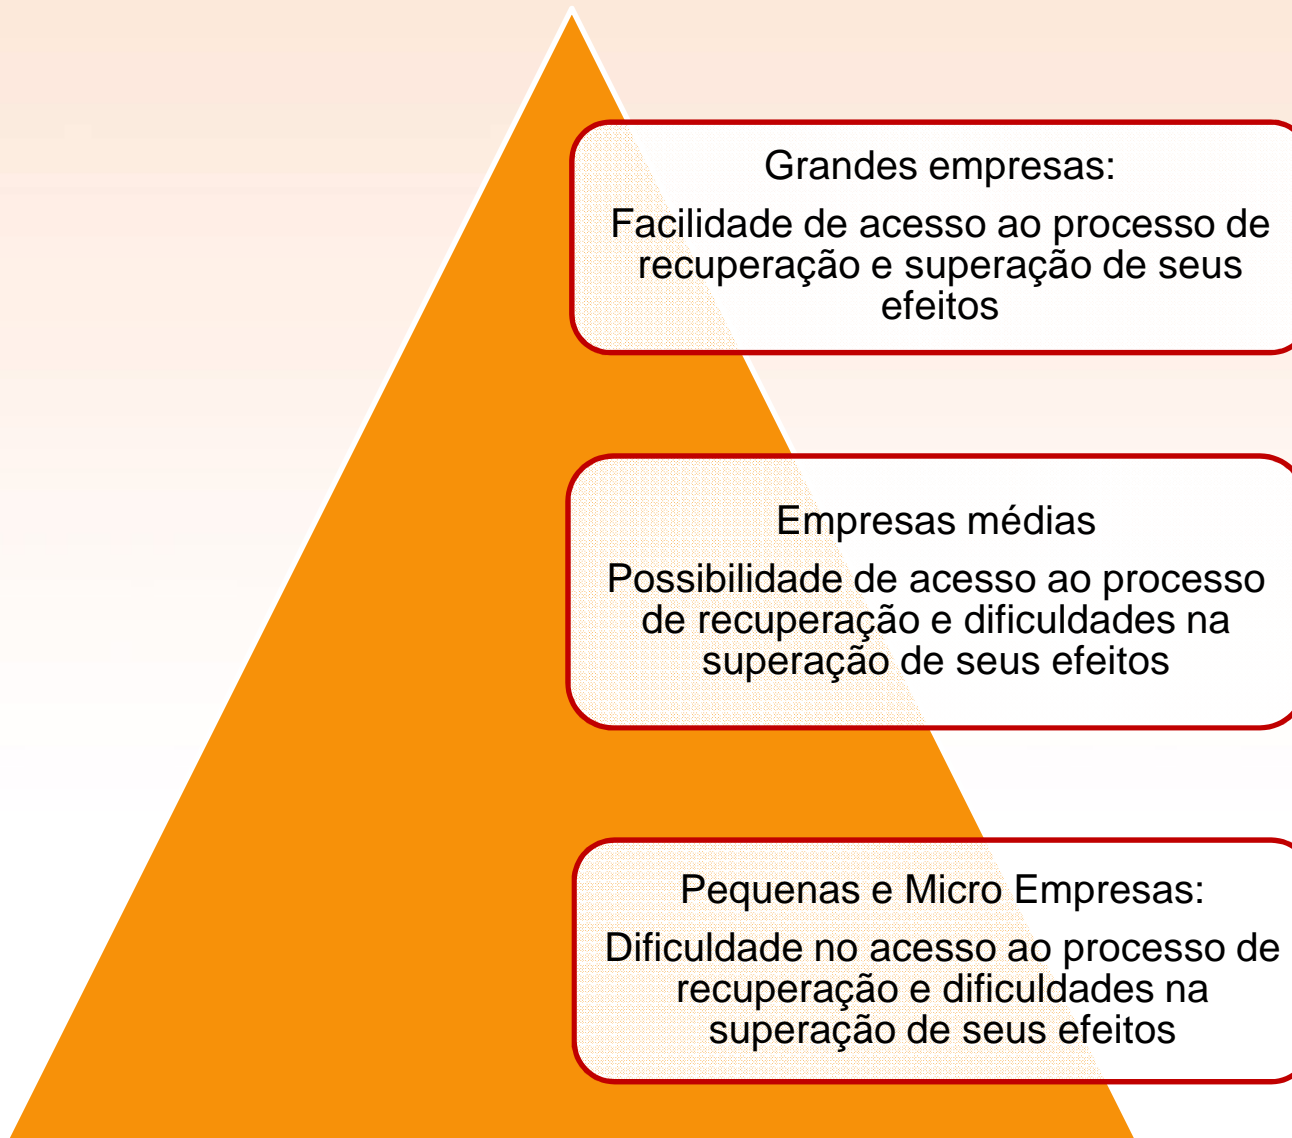 Grandes empresas:
Facilidade de acesso ao processo de
recuperação e superação de seus
efeitos
Empresas médias
Possibilidade de acesso ao processo
de recuperação e dificuldades na
superação de seus efeitos
Pequenas e Micro Empresas:
Dificuldade no acesso ao processo de
recuperação e dificuldades na
superação de seus efeitos